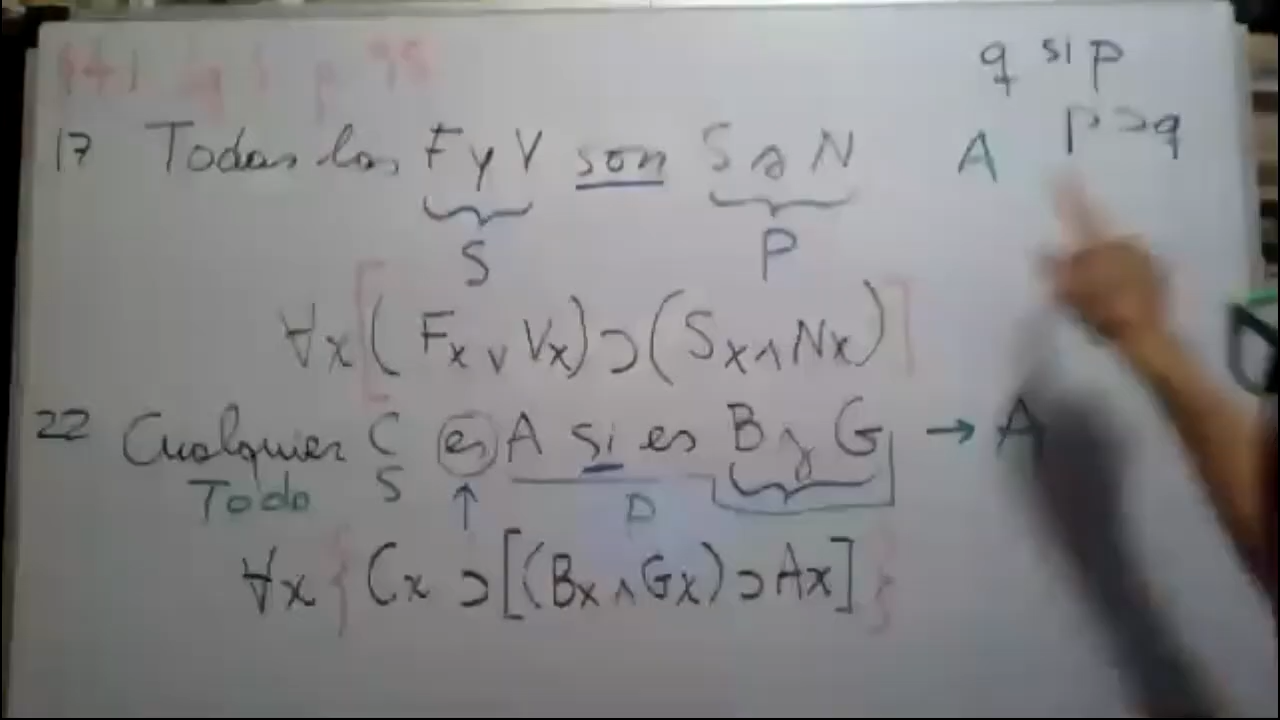 q si p
p ⊃ q
17 Todas las F y V son S y N A
S P
∀x[(Fx ∨ Vx) ⊃ (Sx ∧ Nx)]
22 Cualquier C es A si es B y G → A
Todo S ↑ P
∀x{Cx ⊃ [(Bx ∧ Gx) ⊃ Ax]}